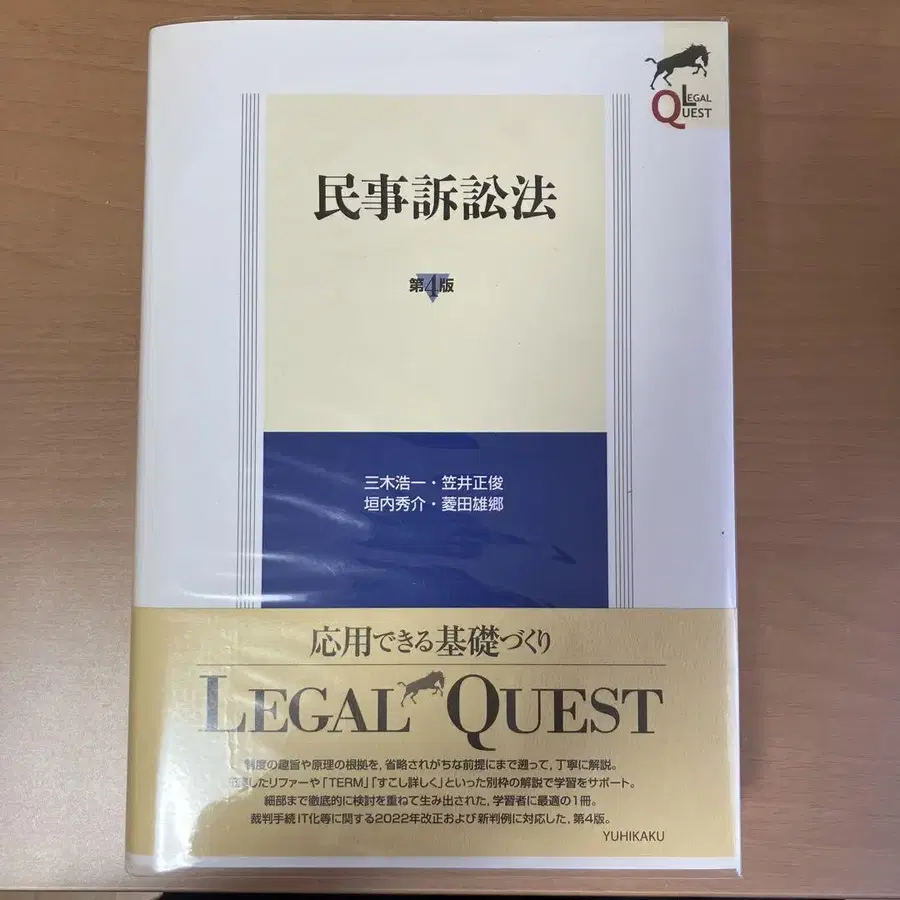 LEGAL
QUEST
民事訴訟法
第4版
三木浩一・笠井正俊
垣内秀介・菱田雄郷
応用できる基礎づくり
LEGAL QUEST
制度の趣旨や原理の根拠を，省略されがちな前提にまで遡って，丁寧に解説。
したリファーや「TERM」「すこし詳しく」といった別枠の解説で学習をサポート。
細部まで徹底的に検討を重ねて生み出された，学習者に最適の1冊。
裁判手続IT化等に関する2022年改正および新判例に対応した，第4版。
YUHIKAKU